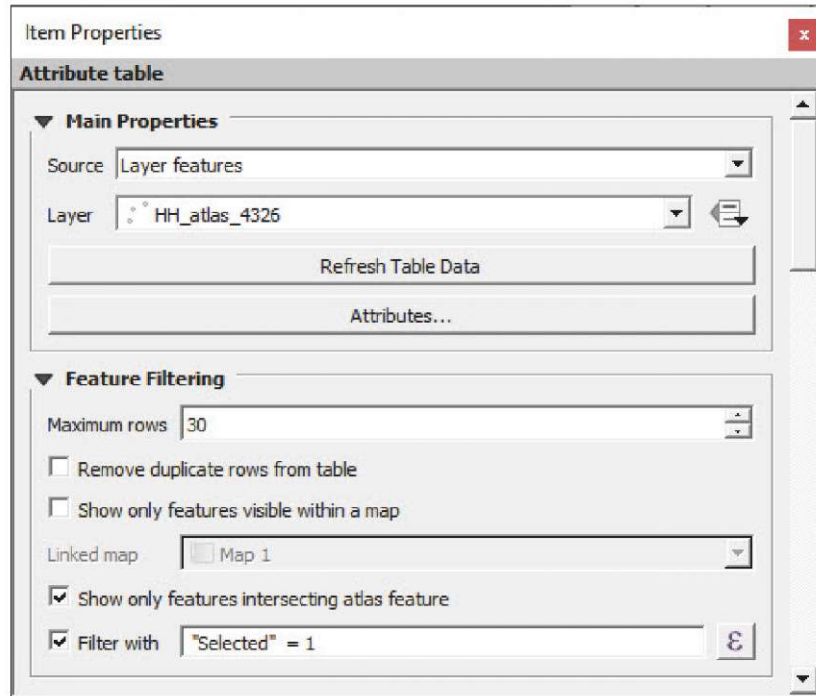 Item Properties
x
Attribute table
Main Properties
Source Layer features
Layer HH_atlas_4326
Refresh Table Data
Attributes...
Feature Filtering
Maximum rows 30
Remove duplicate rows from table
Show only features visible within a map
Linked map Map 1
Show only features intersecting atlas feature
Filter with "Selected" = 1 ε